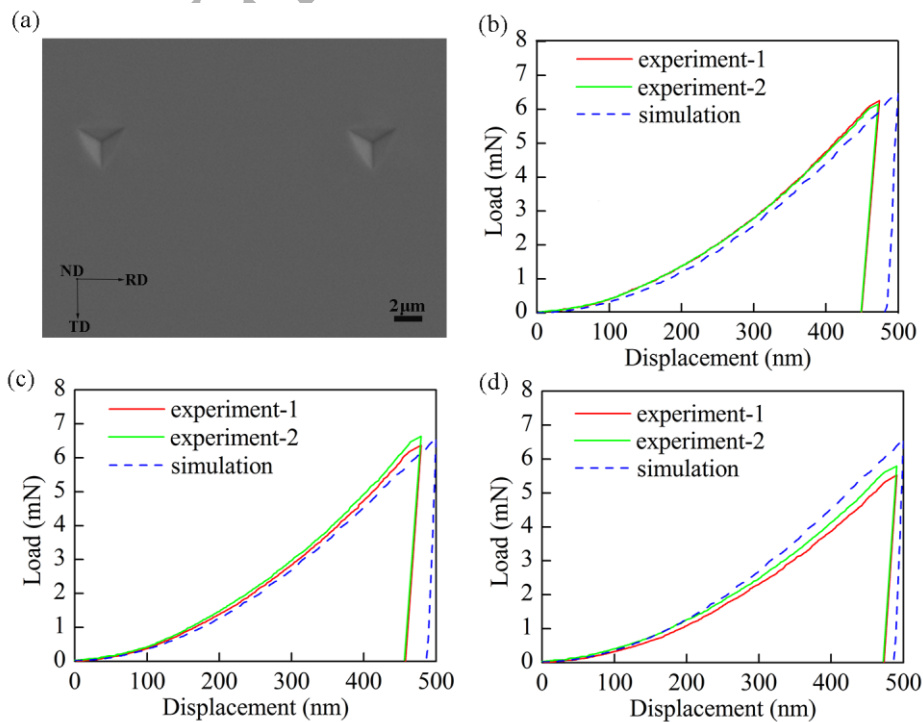 (a)
ND
RD
TD
2μm
(b)
8
7
6
5
4
3
2
1
0
Load (mN)
experiment-1
experiment-2
simulation
0 100 200 300 400 500
Displacement (nm)
(c)
8
7
6
5
4
3
2
1
0
Load (mN)
experiment-1
experiment-2
simulation
0 100 200 300 400 500
Displacement (nm)
(d)
8
7
6
5
4
3
2
1
0
Load (mN)
experiment-1
experiment-2
simulation
0 100 200 300 400 500
Displacement (nm)